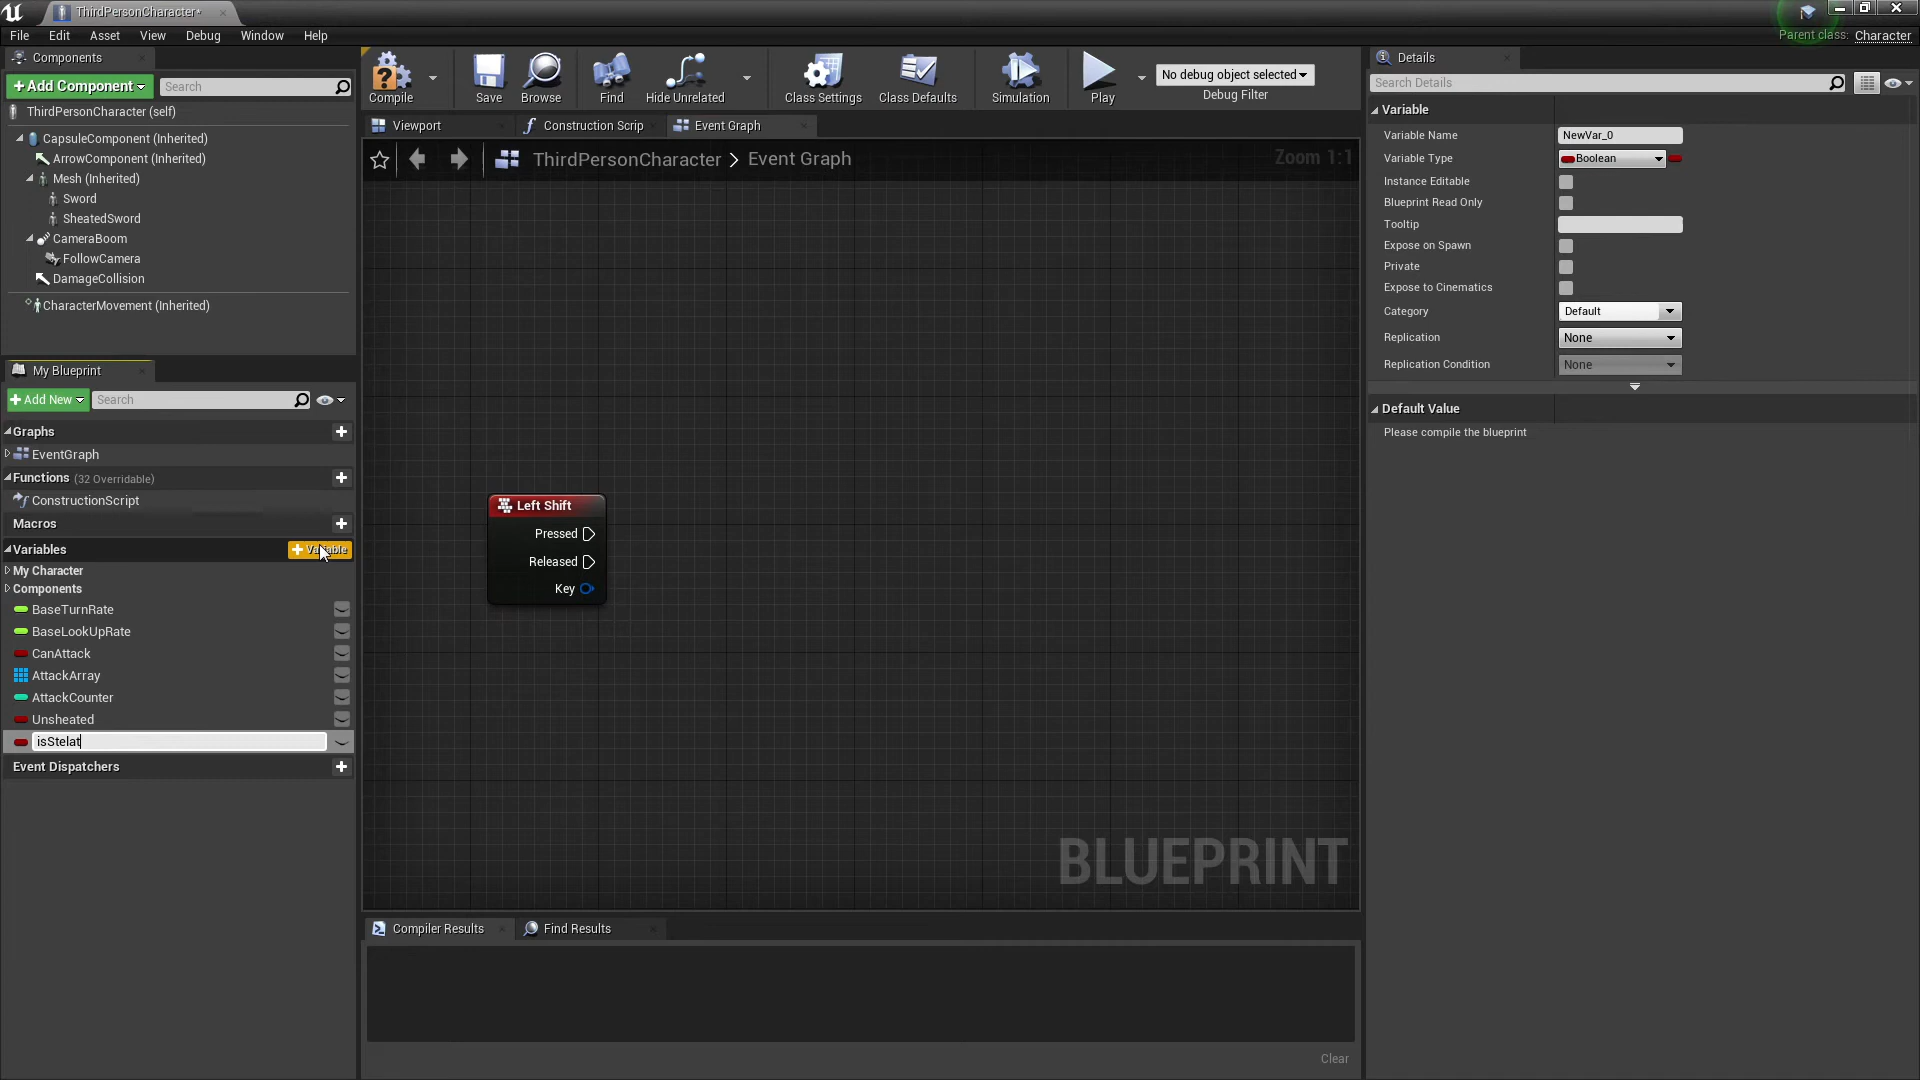 ThirdPersonCharacter*
File Edit Asset View Debug Window Help
Parent class: Character
Components
+ Add Component
Search
ThirdPersonCharacter (self)
CapsuleComponent (Inherited)
ArrowComponent (Inherited)
Mesh (Inherited)
Sword
SheatedSword
CameraBoom
FollowCamera
DamageCollision
CharacterMovement (Inherited)
My Blueprint
+ Add New
Search
Graphs
EventGraph
Functions (32 Overridable)
ConstructionScript
Macros
Variables
+ Variable
My Character
Components
BaseTurnRate
BaseLookUpRate
CanAttack
AttackArray
AttackCounter
Unsheated
isStelat
Event Dispatchers
Compile
Save
Browse
Find
Hide Unrelated
Class Settings
Class Defaults
Simulation
Play
No debug object selected
Debug Filter
Viewport
Construction Scrip
Event Graph
ThirdPersonCharacter > Event Graph
Zoom 1:1
Left Shift
Pressed
Released
Key
BLUEPRINT
Compiler Results
Find Results
Clear
Details
Search Details
Variable
Variable Name NewVar_0
Variable Type Boolean
Instance Editable
Blueprint Read Only
Tooltip
Expose on Spawn
Private
Expose to Cinematics
Category Default
Replication None
Replication Condition None
Default Value
Please compile the blueprint